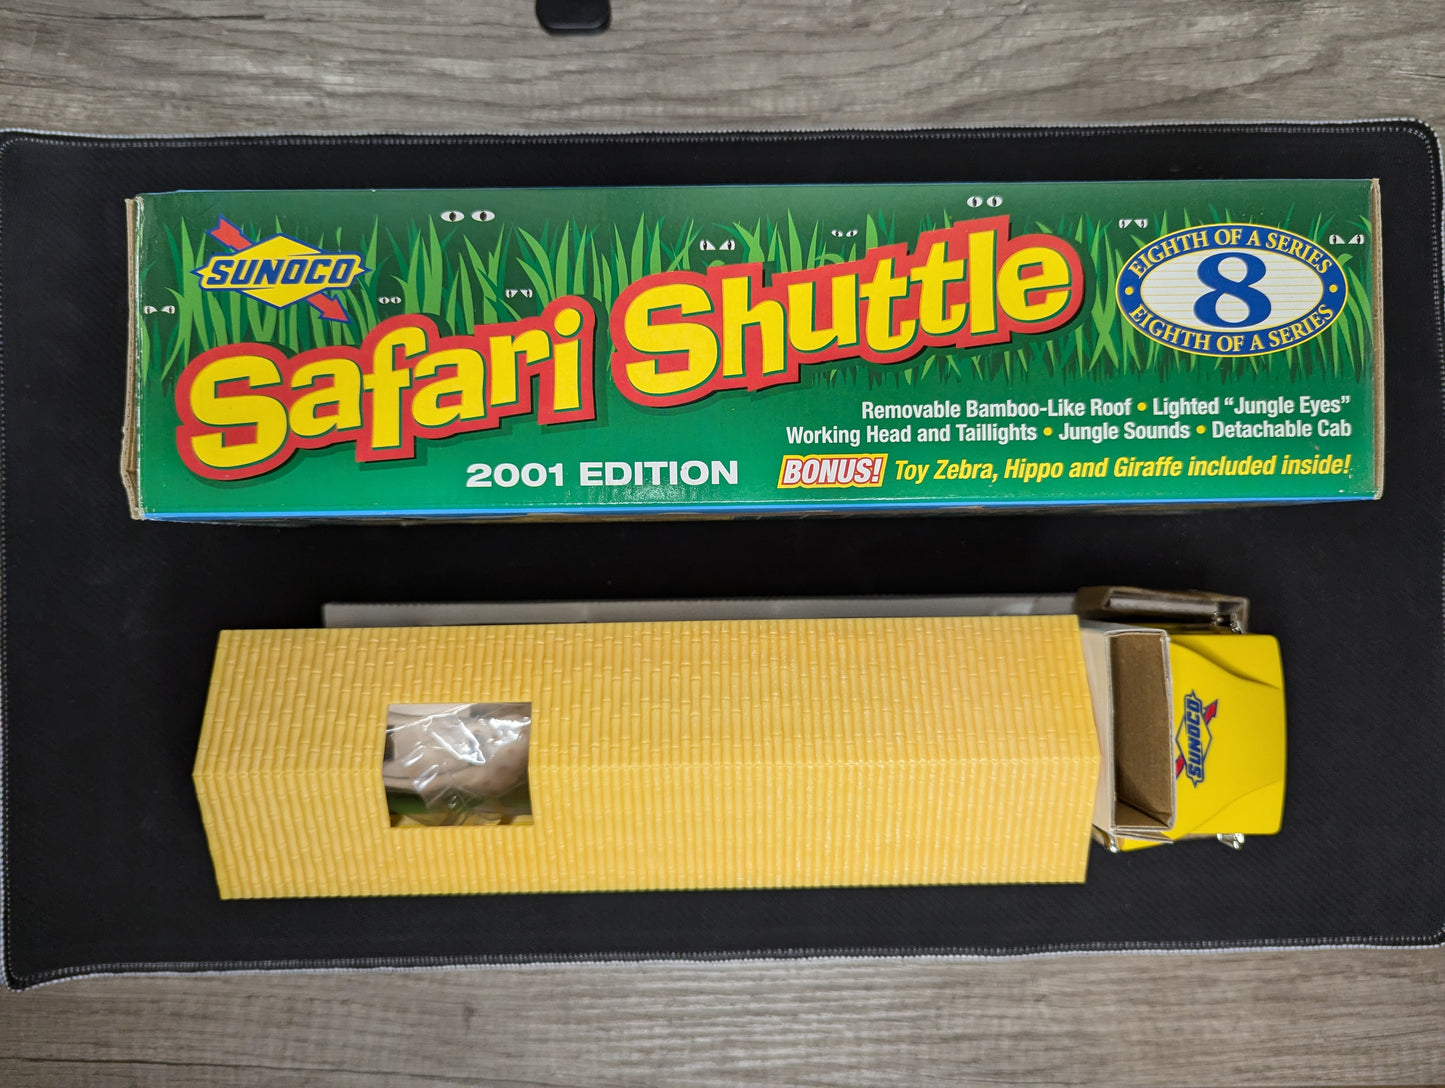 SUNOCO
Safari Shuttle
2001 EDITION
EIGHTH OF A SERIES
8
EIGHTH OF A SERIES
Removable Bamboo-Like Roof • Lighted “Jungle Eyes”
Working Head and Taillights • Jungle Sounds • Detachable Cab
BONUS! Toy Zebra, Hippo and Giraffe included inside!
SUNOCO